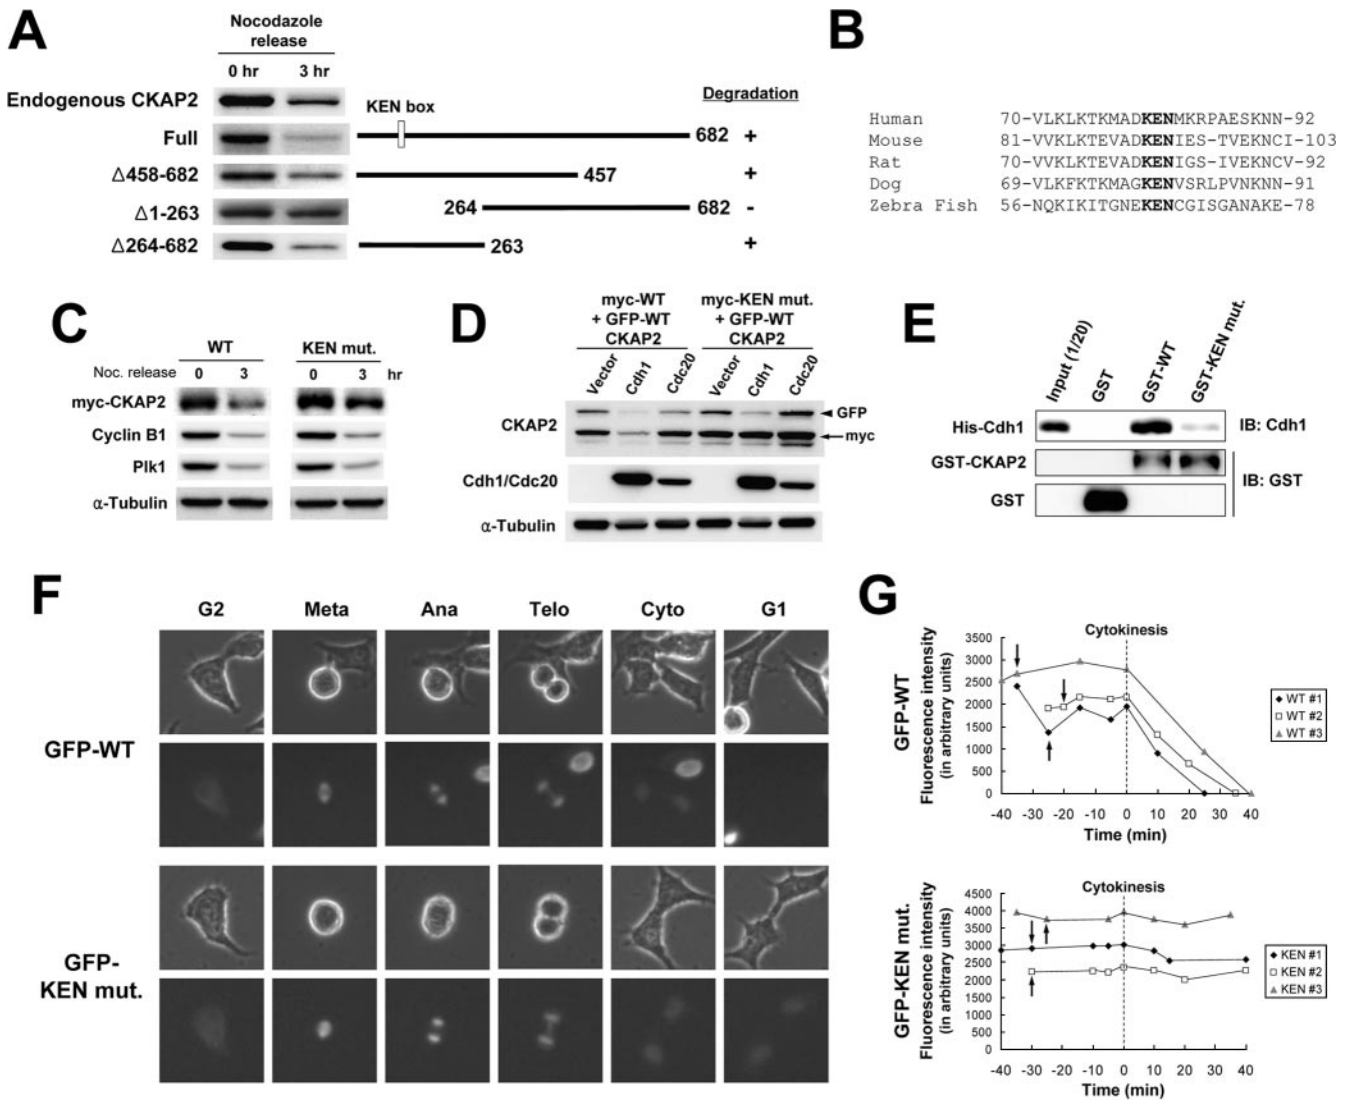 A
Nocodazole
release
0 hr 3 hr
Endogenous CKAP2
KEN box
Degradation
Full
682 +
Δ458-682
457 +
Δ1-263
264 682 -
Δ264-682
263 +
B
Human 70-VLKLKTKMADKENMKRPAESKNN-92
Mouse 81-VVKLKTEVADKENIES-TVEKNCI-103
Rat 70-VVLKLKTEVADKENIGS-IVEKNCV-92
Dog 69-VLKFKTKMAGKENVSRLPVNKNN-91
Zebra Fish 56-NQKIKITGNEKENCGISGANAKE-78
C
WT KEN mut.
Noc. release 0 3 0 3 hr
myc-CKAP2
Cyclin B1
Plk1
α-Tubulin
D
myc-WT
+ GFP-WT
CKAP2
myc-KEN mut.
+ GFP-WT
CKAP2
Vector Cdh1 Cdc20 Vector Cdh1 Cdc20
CKAP2
GFP
myc
Cdh1/Cdc20
α-Tubulin
E
Input (1/20) GST GST-WT GST-KEN mut.
His-Cdh1 IB: Cdh1
GST-CKAP2
IB: GST
GST
F
G2 Meta Ana Telo Cyto G1
GFP-WT
GFP-
KEN mut.
G
GFP-WT
Fluorescence intensity
(in arbitrary units)
Cytokinesis
3500
3000
2500
2000
1500
1000
500
0
-40 -30 -20 -10 0 10 20 30 40
Time (min)
WT #1
WT #2
WT #3
GFP-KEN mut.
Fluorescence intensity
(in arbitrary units)
Cytokinesis
4500
4000
3500
3000
2500
2000
1500
1000
500
0
-40 -30 -20 -10 0 10 20 30 40
Time (min)
KEN #1
KEN #2
KEN #3